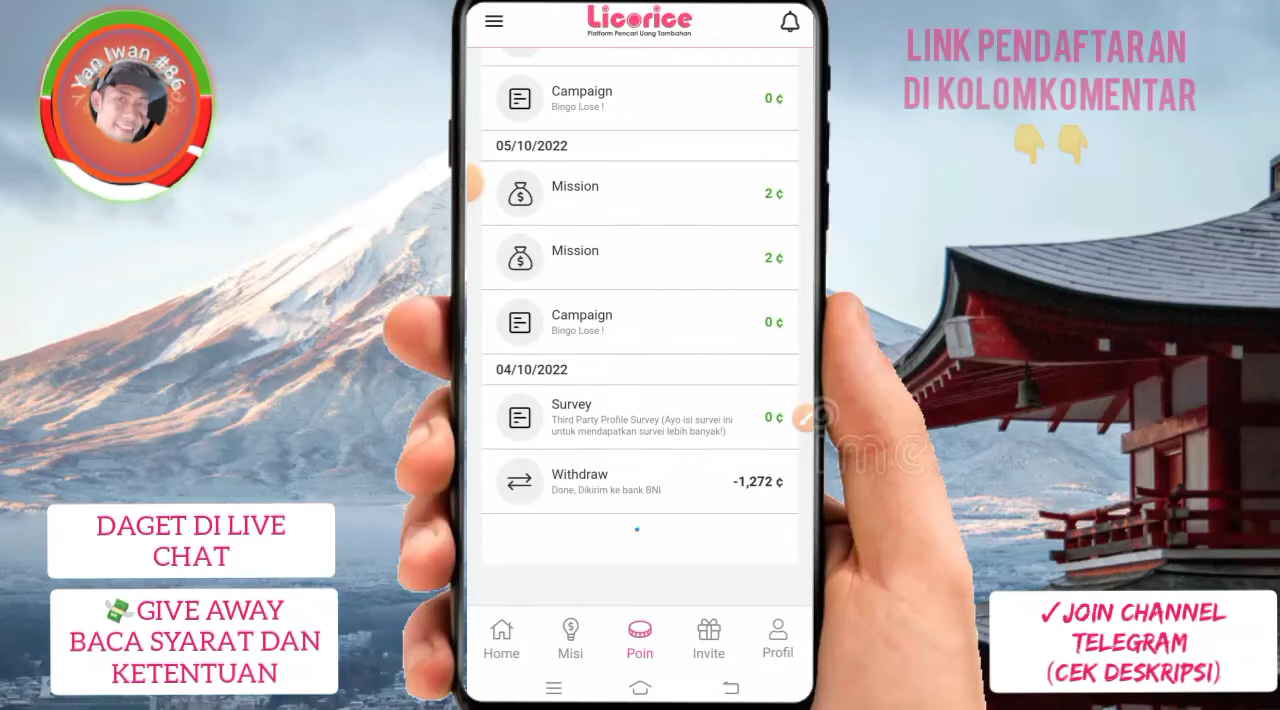 Yan Iwan #86
Licorice
Platform Pencari Uang Tambahan
LINK PENDAFTARAN
DI KOLOMKOMENTAR
👇👇
Campaign
Bingo Lose !
0 ¢
05/10/2022
Mission
2 ¢
Mission
2 ¢
Campaign
Bingo Lose !
0 ¢
04/10/2022
Survey
Third Party Profile Survey (Ayo isi survei ini
untuk mendapatkan survei lebih banyak!)
0 ¢
Withdraw
Done, Dikirim ke bank BNI
-1,272 ¢
Home
Misi
Poin
Invite
Profil
DAGET DI LIVE
CHAT
💸GIVE AWAY
BACA SYARAT DAN
KETENTUAN
✓JOIN CHANNEL
TELEGRAM
(CEK DESKRIPSI)